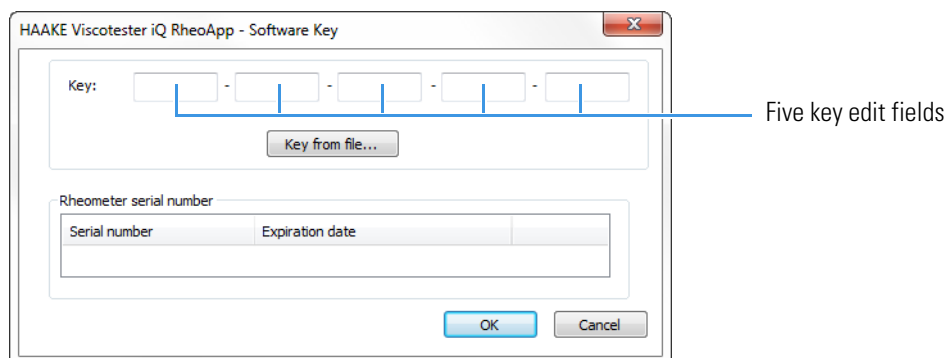 HAAKE Viscotester iQ RheoApp - Software Key
Key: - - - -
Five key edit fields
Key from file...
Rheometer serial number
Serial number Expiration date
OK Cancel